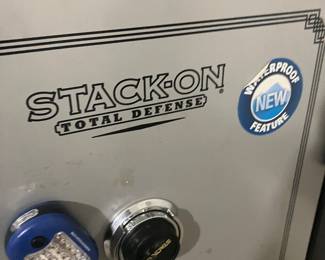 STACK-ON®
TOTAL DEFENSE
WATERPROOF
NEW
FEATURE